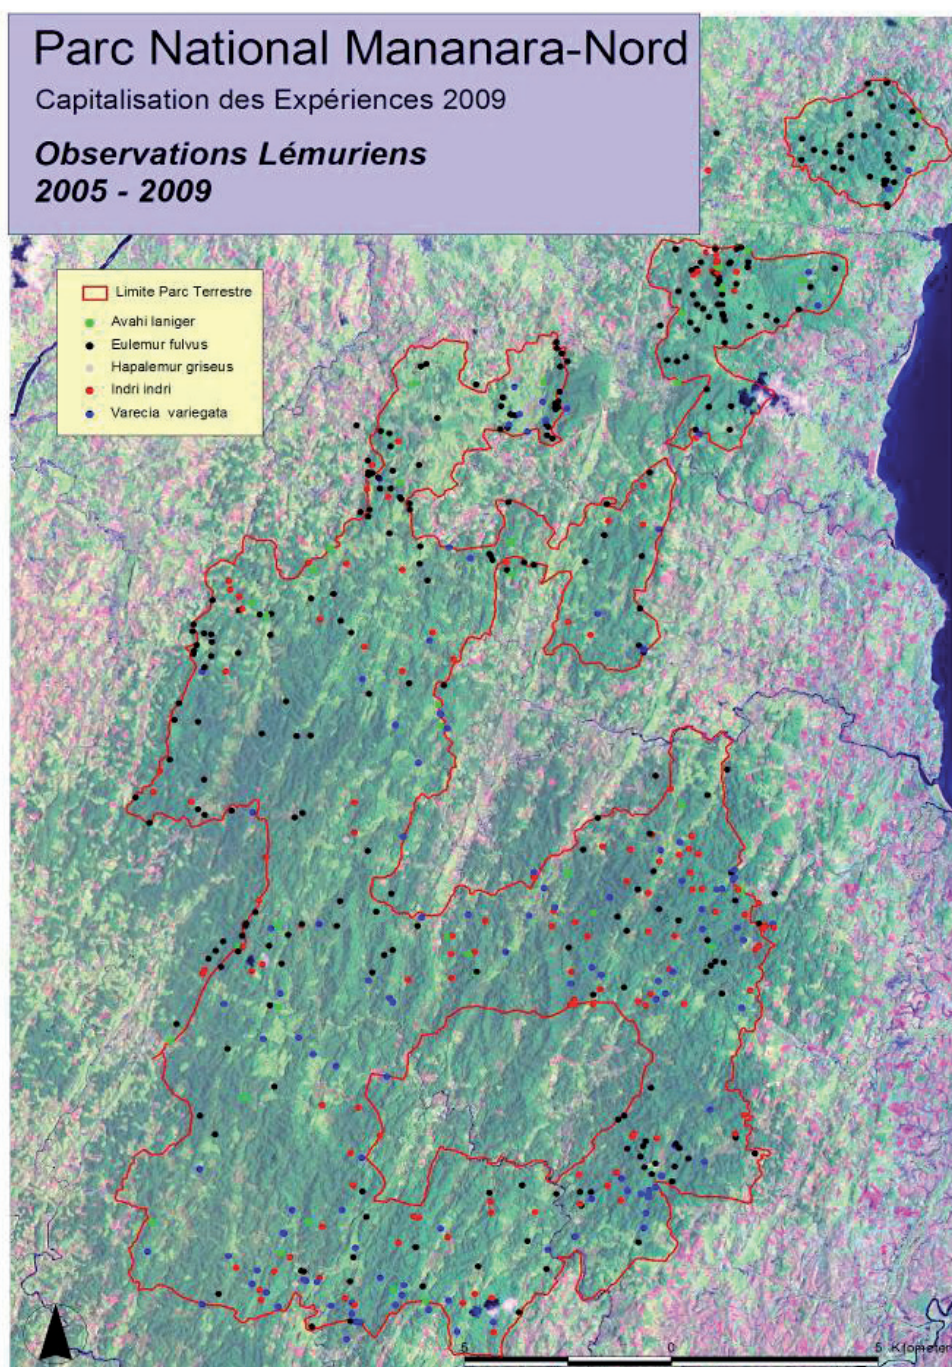 Parc National Mananara-Nord
Capitalisation des Expériences 2009
Observations Lémuriens
2005 - 2009
Limite Parc Terrestre
Avahi laniger
Eulemur fulvus
Hapalemur griseus
Indri indri
Varecia variegata
5 0 5 Kilometer